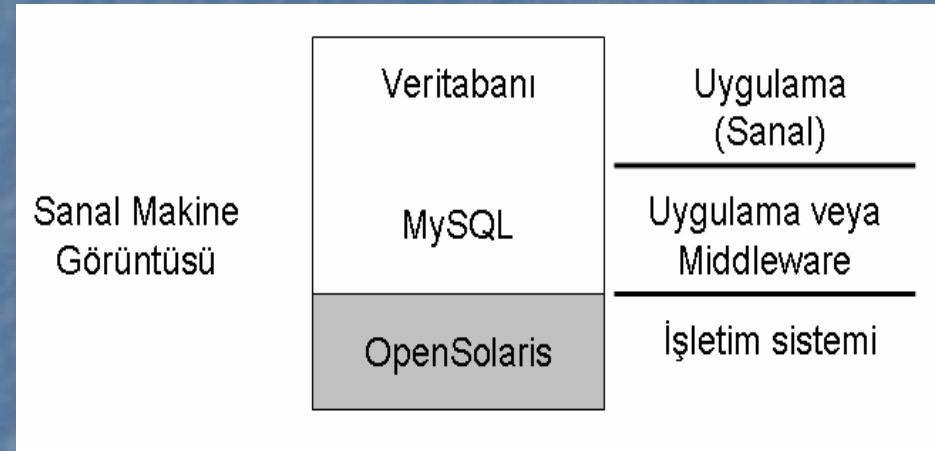 Sanal Makine
Görüntüsü
Veritabanı
MySQL
OpenSolaris
Uygulama
(Sanal)
Uygulama veya
Middleware
İşletim sistemi